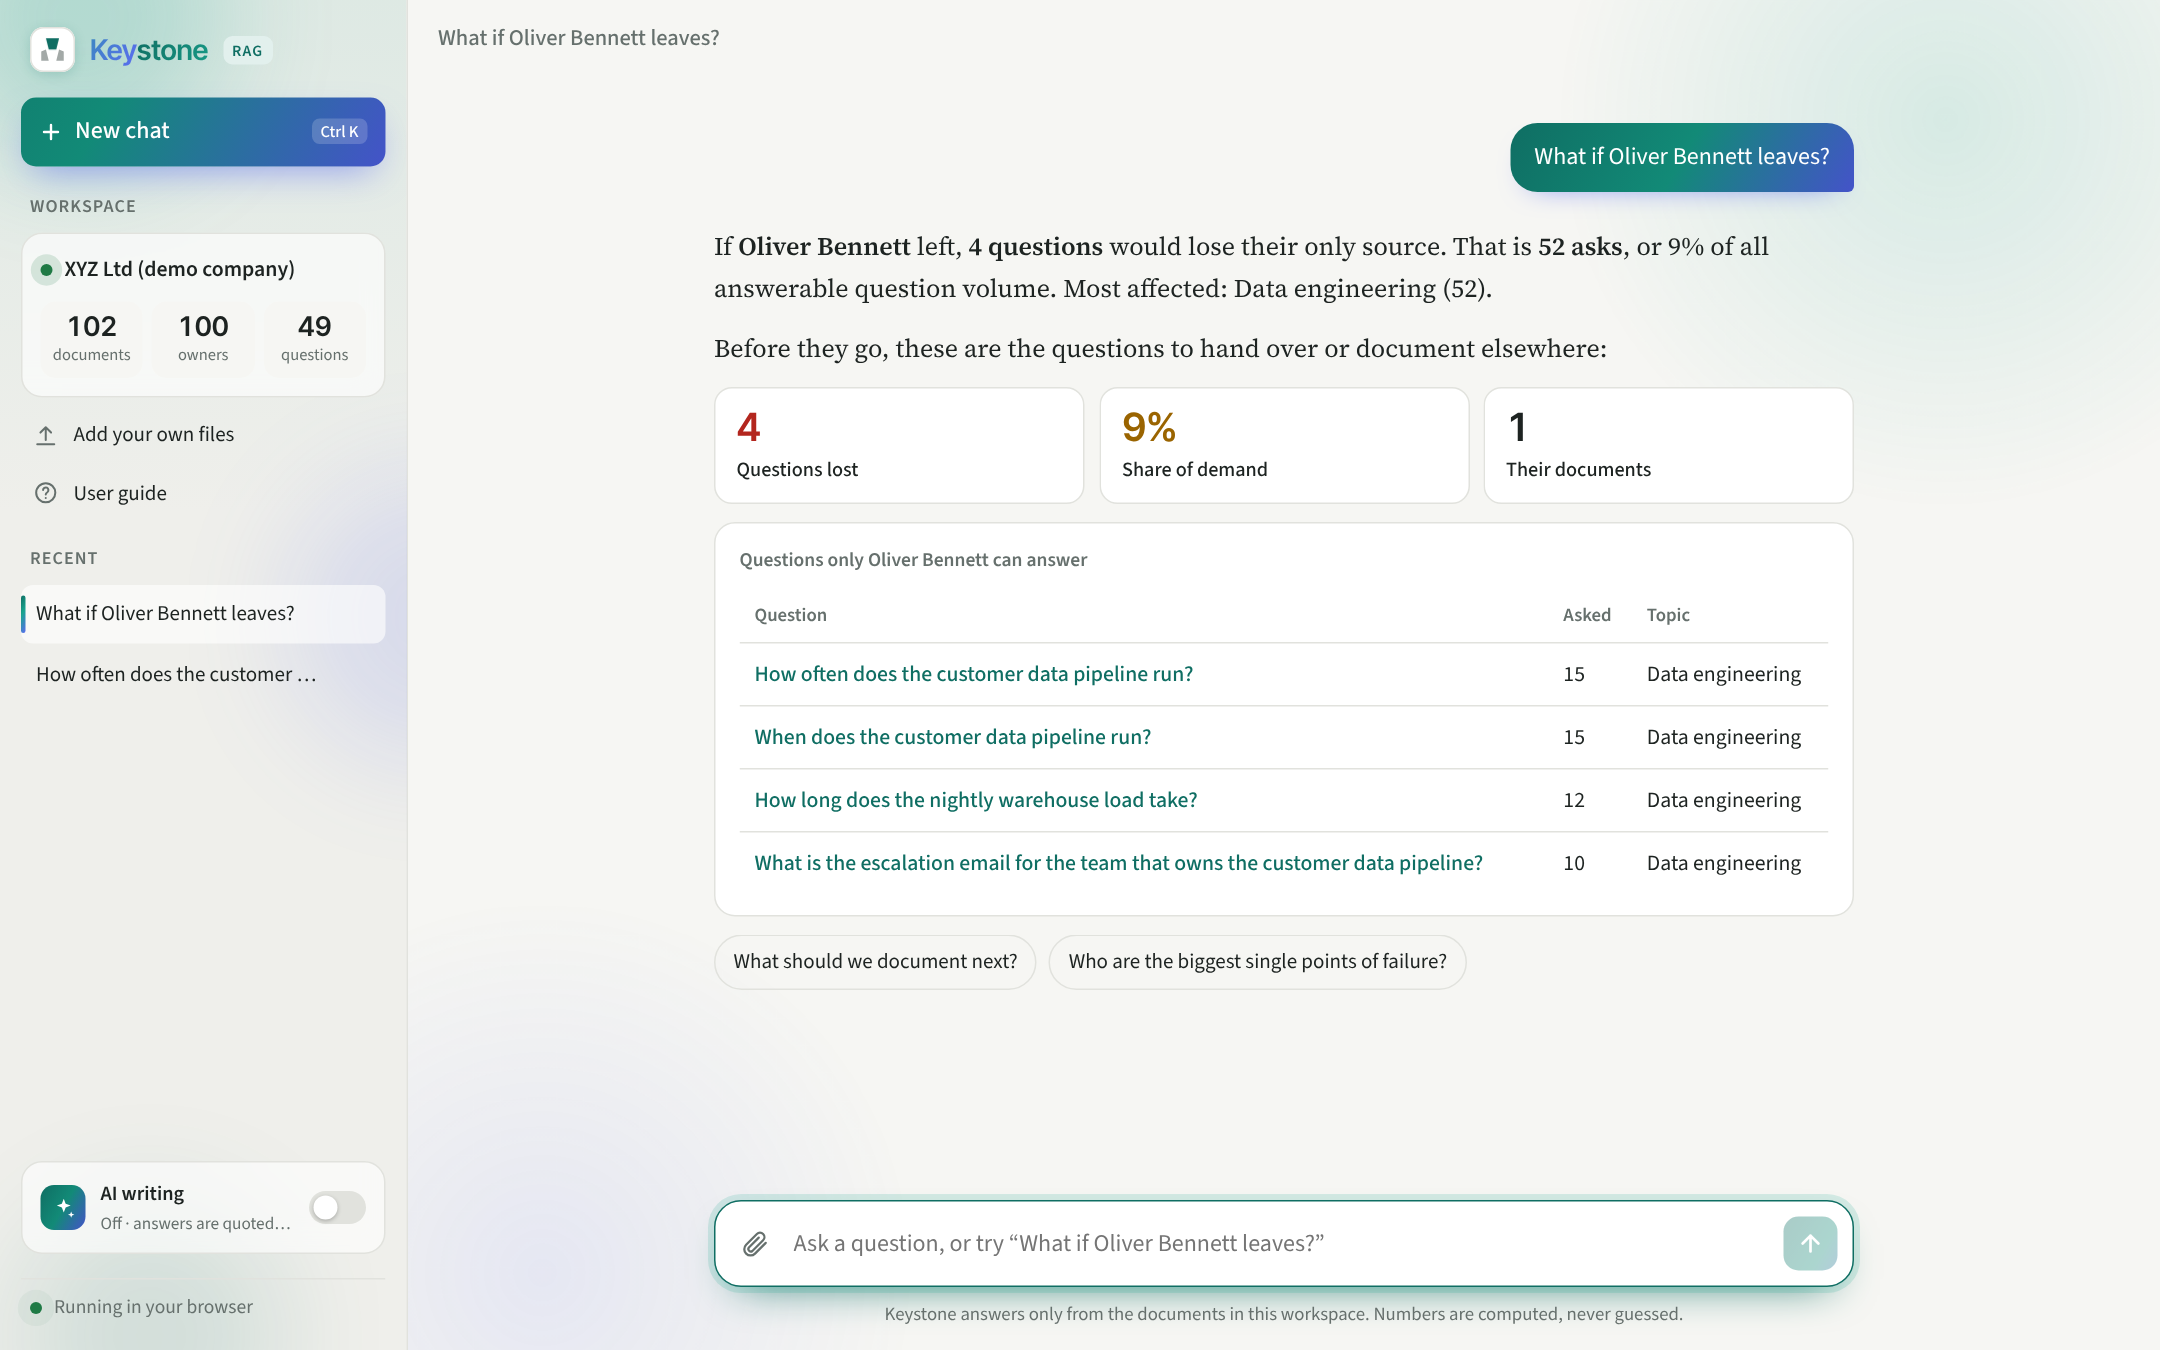 Keystone RAG
New chat Ctrl K
WORKSPACE
XYZ Ltd (demo company)
102 100 49
documents owners questions
Add your own files
User guide
RECENT
What if Oliver Bennett leaves?
How often does the customer …
AI writing
Off · answers are quoted…
Running in your browser
What if Oliver Bennett leaves?
What if Oliver Bennett leaves?
If Oliver Bennett left, 4 questions would lose their only source. That is 52 asks, or 9% of all
answerable question volume. Most affected: Data engineering (52).
Before they go, these are the questions to hand over or document elsewhere:
4 9% 1
Questions lost Share of demand Their documents
Questions only Oliver Bennett can answer
Question Asked Topic
How often does the customer data pipeline run? 15 Data engineering
When does the customer data pipeline run? 15 Data engineering
How long does the nightly warehouse load take? 12 Data engineering
What is the escalation email for the team that owns the customer data pipeline? 10 Data engineering
What should we document next? Who are the biggest single points of failure?
Ask a question, or try “What if Oliver Bennett leaves?”
Keystone answers only from the documents in this workspace. Numbers are computed, never guessed.